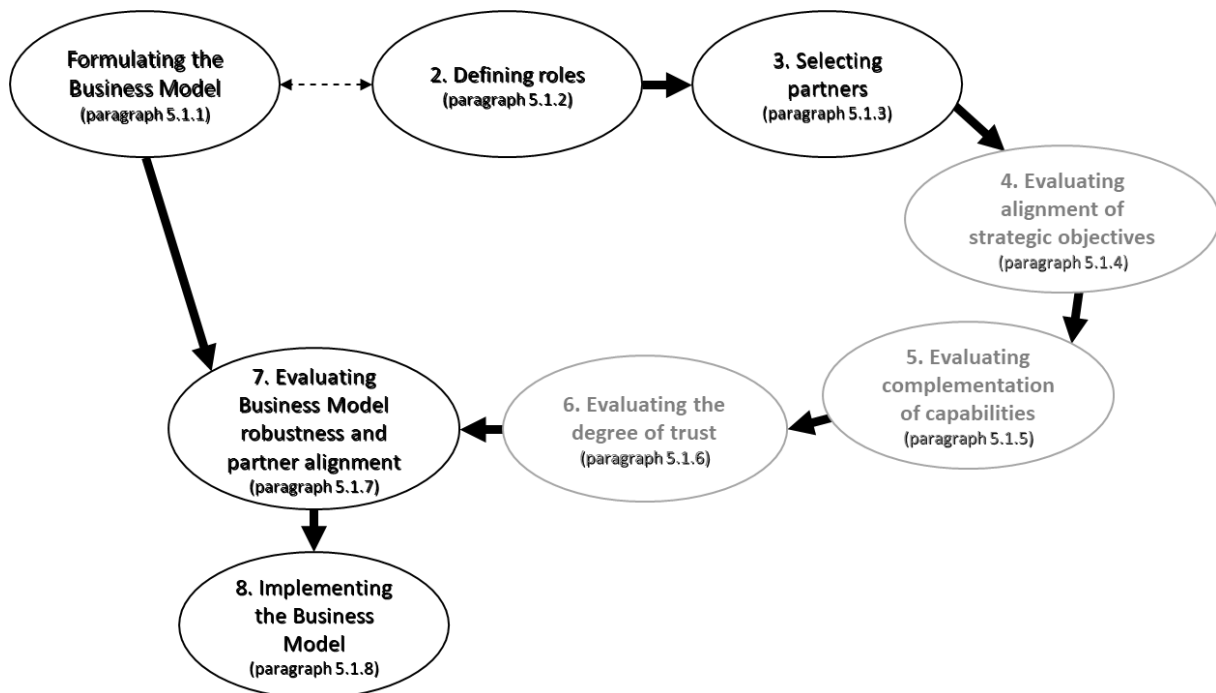 Formulating the
Business Model
(paragraph 5.1.1)
2. Defining roles
(paragraph 5.1.2)
3. Selecting
partners
(paragraph 5.1.3)
4. Evaluating
alignment of
strategic objectives
(paragraph 5.1.4)
5. Evaluating
complementation
of capabilities
(paragraph 5.1.5)
6. Evaluating the
degree of trust
(paragraph 5.1.6)
7. Evaluating
Business Model
robustness and
partner alignment
(paragraph 5.1.7)
8. Implementing
the Business
Model
(paragraph 5.1.8)